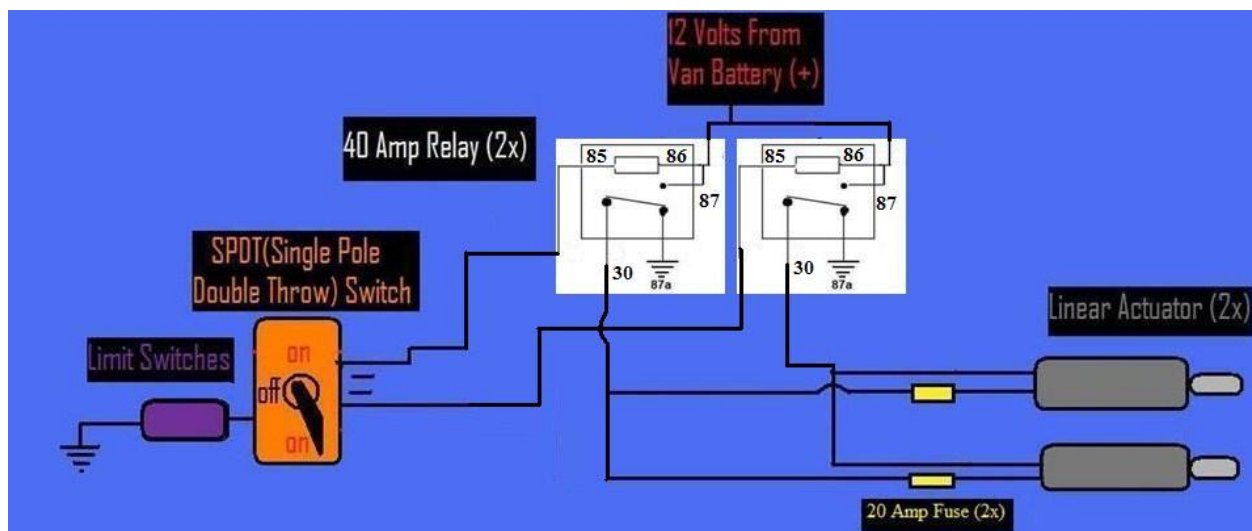 12 Volts From
Van Battery (+)
40 Amp Relay (2x)
85 86
87
30
87a
85 86
87
30
87a
SPDT(Single Pole
Double Throw) Switch
Linear Actuator (2x)
Limit Switches
on
off
on
20 Amp Fuse (2x)